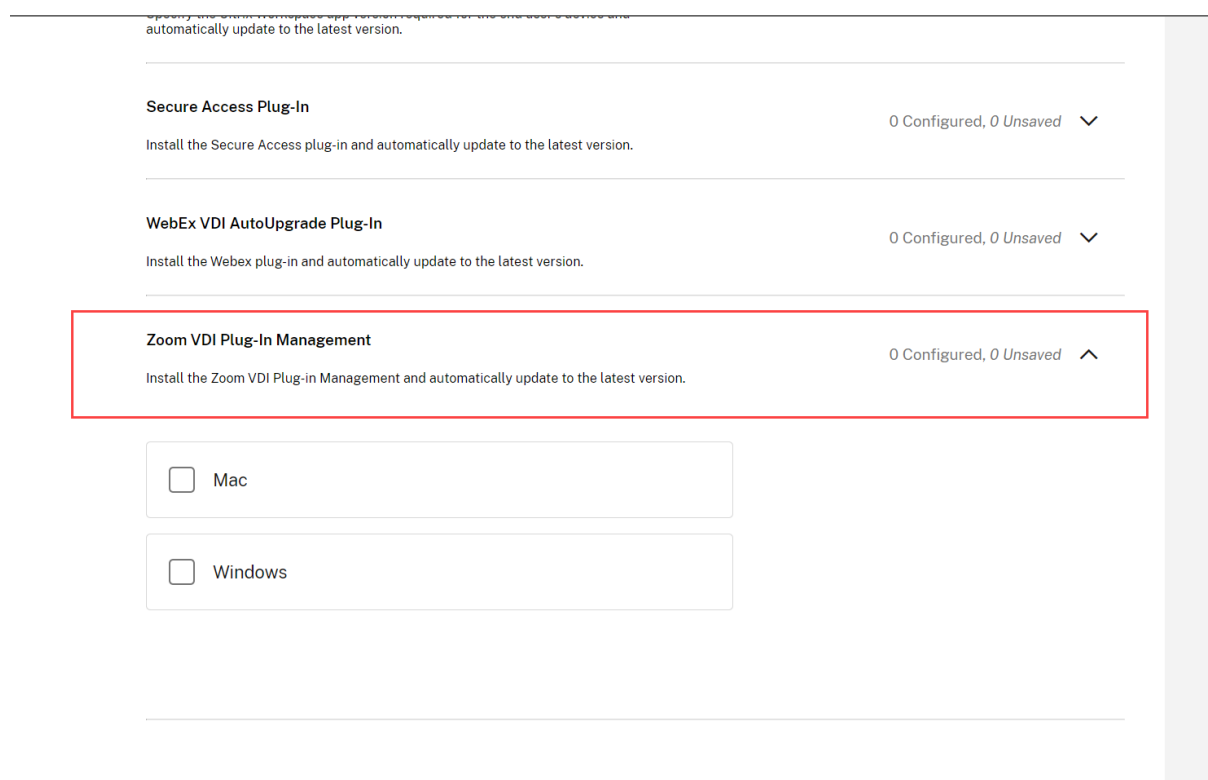 automatically update to the latest version.
Secure Access Plug-In
0 Configured, 0 Unsaved
Install the Secure Access plug-in and automatically update to the latest version.
WebEx VDI AutoUpgrade Plug-In
0 Configured, 0 Unsaved
Install the Webex plug-in and automatically update to the latest version.
Zoom VDI Plug-In Management
0 Configured, 0 Unsaved
Install the Zoom VDI Plug-in Management and automatically update to the latest version.
Mac
Windows